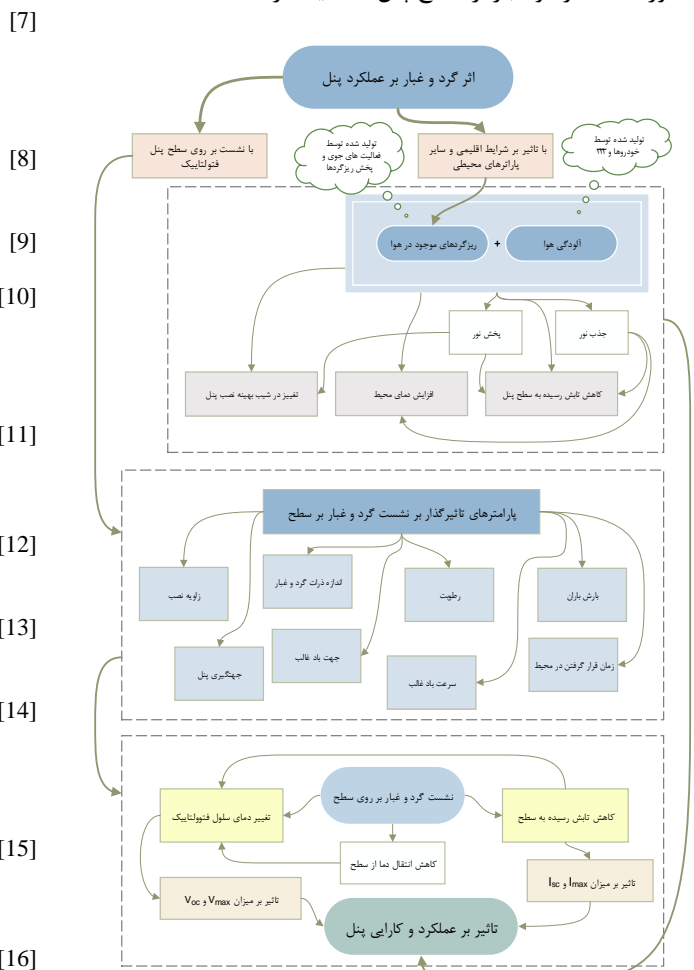 [7]
اثر گرد و غبار بر عملکرد پنل
با نشست بر روی سطح پنل
فتولتاییک
تولید شده توسط
فعالیت های جوی و
پخش ریزگردها
با تاثیر بر شرایط اقلیمی و سایر
پاراترهای محیطی
تولید شده توسط
خودروها و ???
[8]
[9]
ریزگردهای موجود در هوا
+
آلودگی هوا
[10]
پخش نور
جذب نور
تغییز در شیب بهینه نصب پنل
افزایش دمای محیط
کاهش تابش رسیده به سطح پنل
[11]
پارامترهای تاثیرگذار بر نشست گرد و غبار بر سطح
[12]
زاویه نصب
اندازه ذرات گرد و غبار
رطوبت
بارش باران
[13]
جهتگیری پنل
جهت باد غالب
سرعت باد غالب
زمان قرار گرفتن در محیط
[14]
نشست گرد و غبار بر روی سطح
تغییر دمای سلول فتوولتاییک
کاهش تابش رسیده به سطح
[15]
کاهش انتقال دما از سطح
تاثیر بر میزان Vmax و Voc
تاثیر بر میزان Imax و Isc
تاثیر بر عملکرد و کارایی پنل
[16]